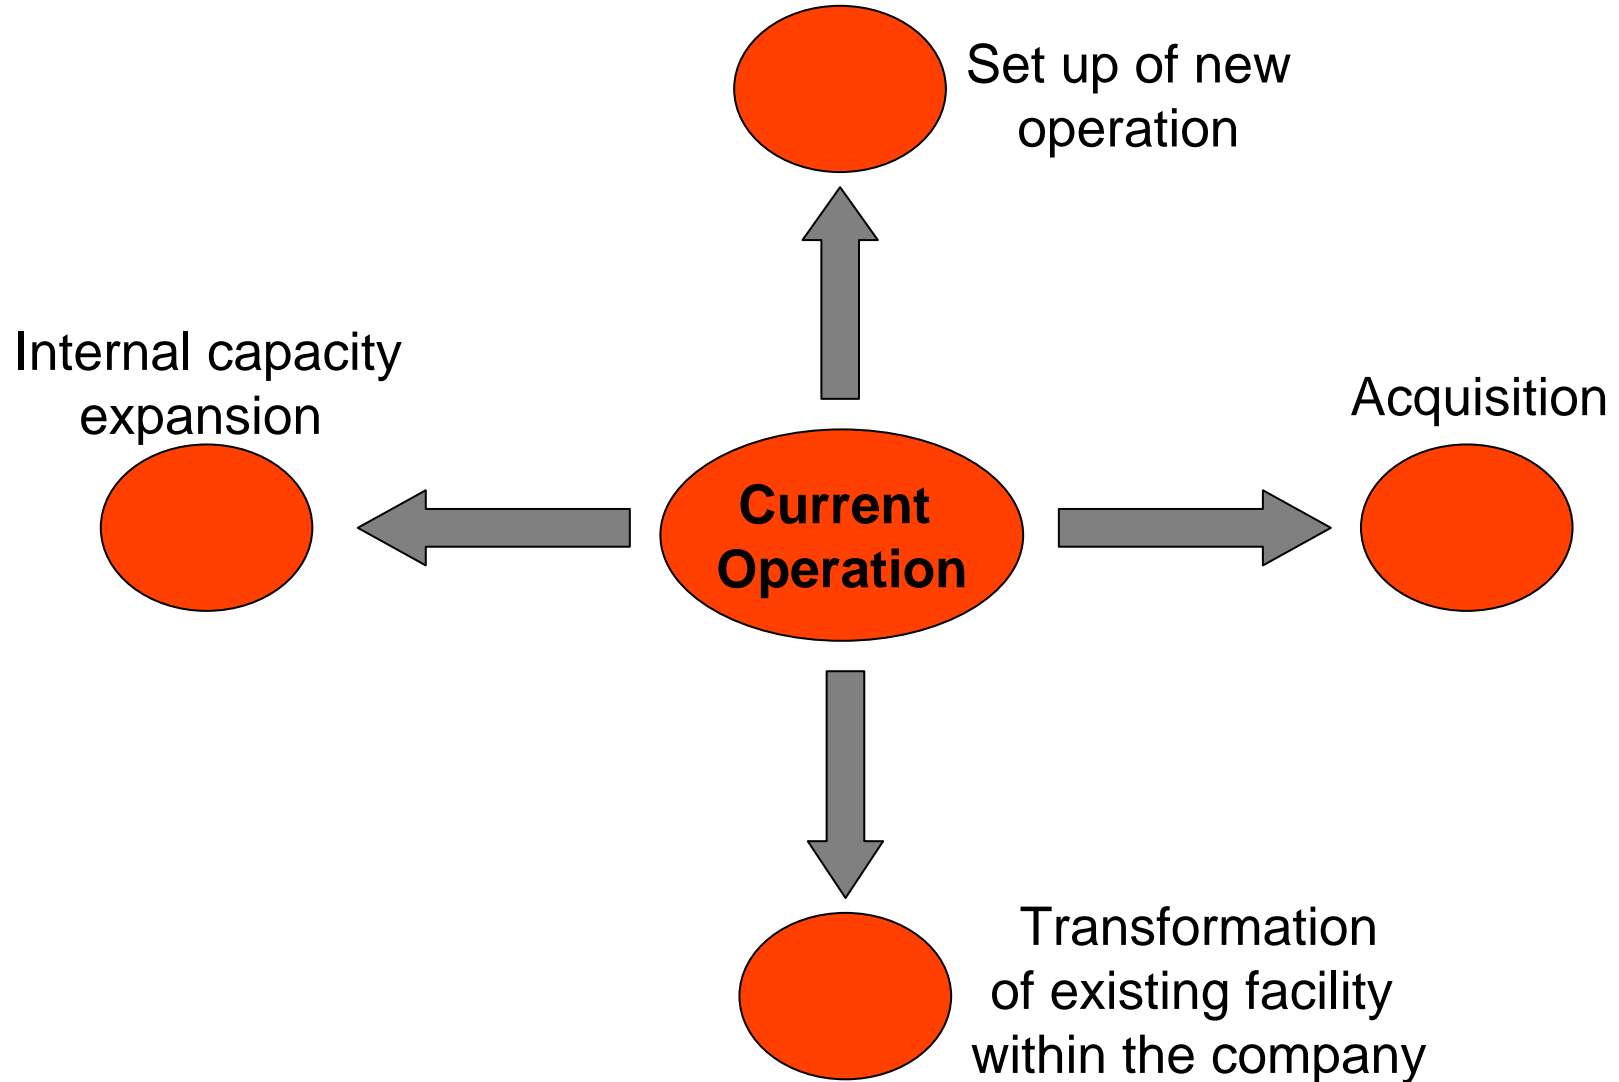 Set up of new
operation
Internal capacity
expansion
Acquisition
Current
Operation
Transformation
of existing facility
within the company